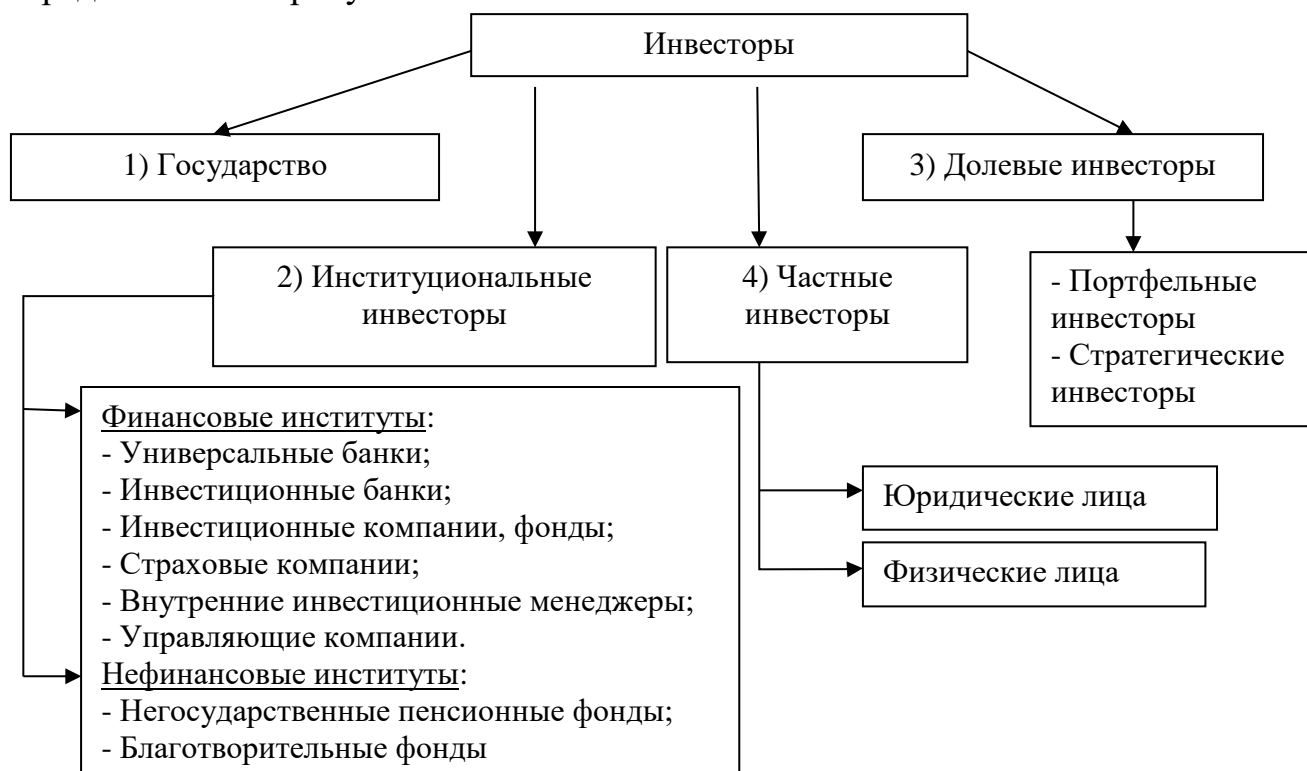 Инвесторы
1) Государство
3) Долевые инвесторы
2) Институциональные
инвесторы
4) Частные
инвесторы
- Портфельные
инвесторы
- Стратегические
инвесторы
Финансовые институты:
- Универсальные банки;
- Инвестиционные банки;
- Инвестиционные компании, фонды;
- Страховые компании;
- Внутренние инвестиционные менеджеры;
- Управляющие компании.
Нефинансовые институты:
- Негосударственные пенсионные фонды;
- Благотворительные фонды
Юридические лица
Физические лица